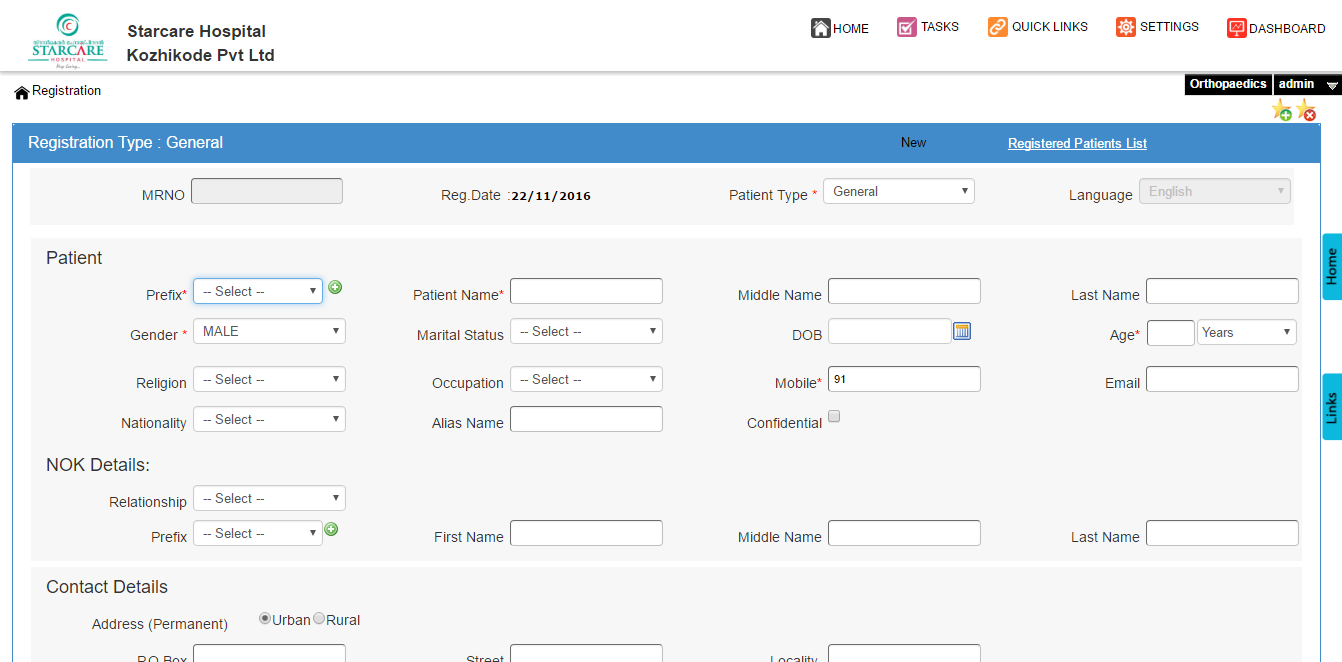 STARCARE
HOSPITAL
Starcare Hospital
Kozhikode Pvt Ltd
HOME
TASKS
QUICK LINKS
SETTINGS
DASHBOARD
Registration
Orthopaedics
admin
Registration Type : General
New
Registered Patients List
MRNO
Reg.Date :22/11/2016
Patient Type * General
Language English
Patient
Prefix* -- Select --
Patient Name*
Middle Name
Last Name
Gender * MALE
Marital Status -- Select --
DOB
Age* Years
Religion -- Select --
Occupation -- Select --
Mobile* 91
Email
Nationality -- Select --
Alias Name
Confidential
Home
Links
NOK Details:
Relationship -- Select --
Prefix -- Select --
First Name
Middle Name
Last Name
Contact Details
Address (Permanent) Urban Rural
P.O Box
Street
Locality